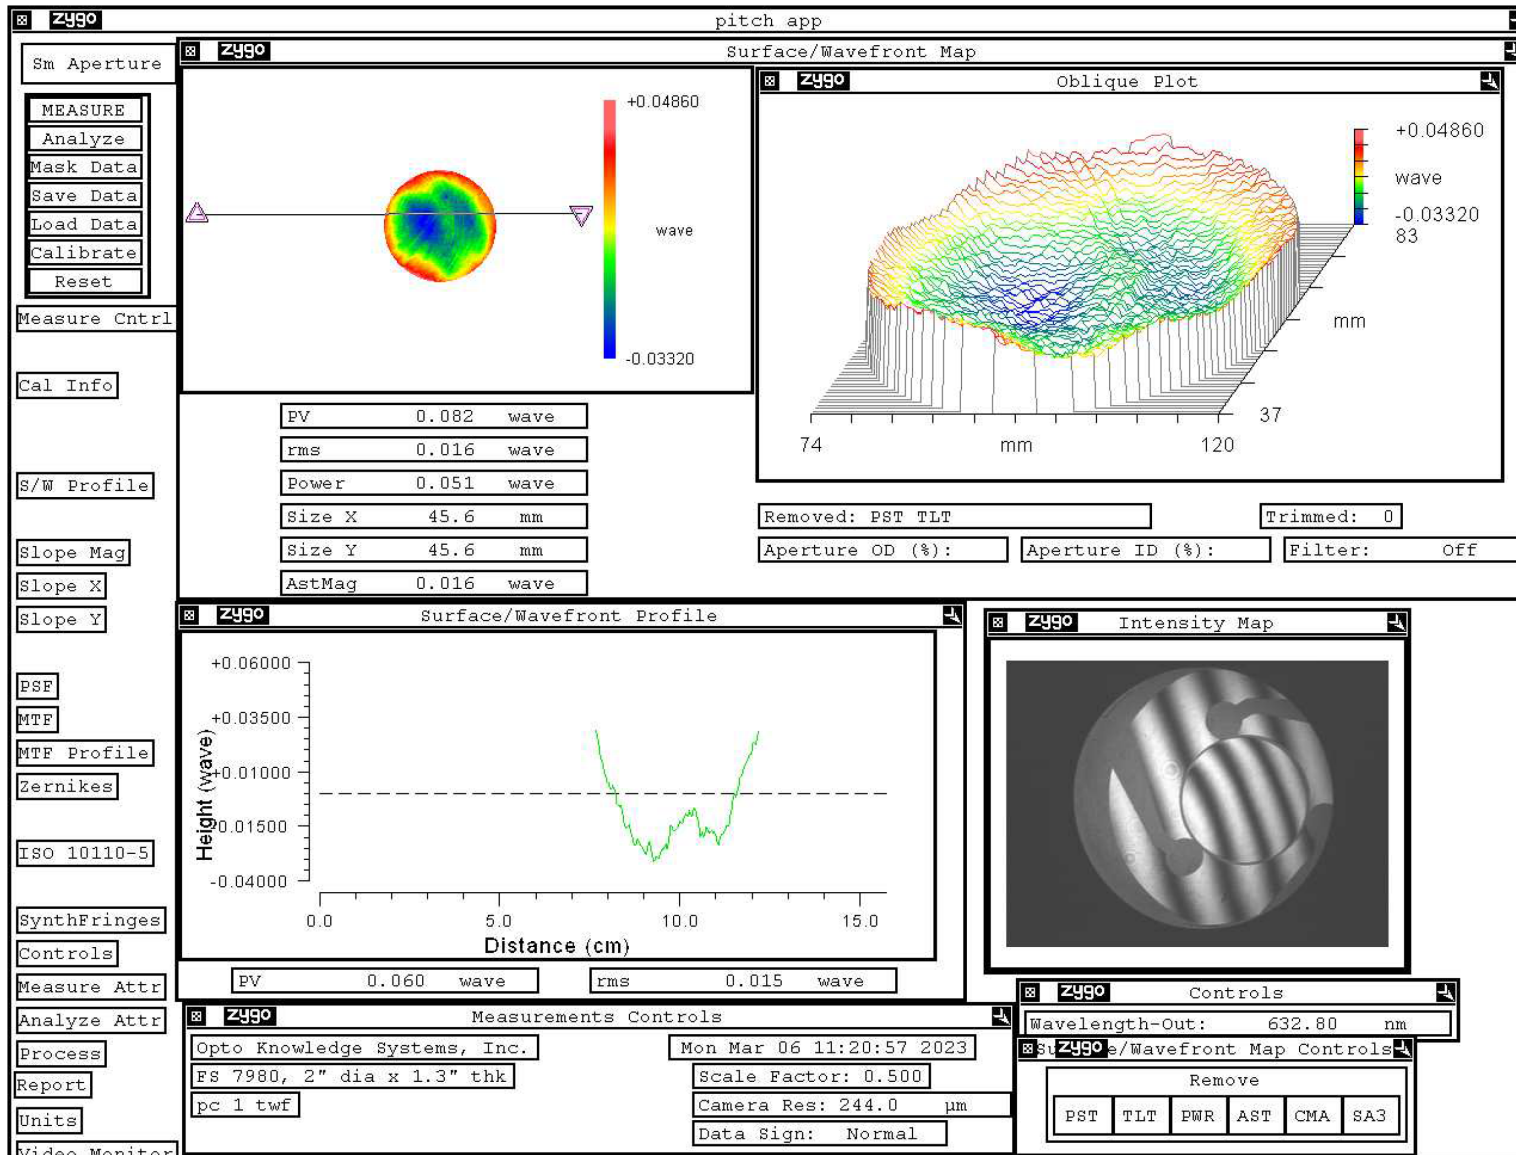 zygo pitch app
Sm Aperture
MEASURE
Analyze
Mask Data
Save Data
Load Data
Calibrate
Reset
Measure Cntrl
Cal Info
S/W Profile
Slope Mag
Slope X
Slope Y
PSF
MTF
MTF Profile
Zernikes
ISO 10110-5
SynthFringes
Controls
Measure Attr
Analyze Attr
Process
Report
Units
Video Monitor
zygo Surface/Wavefront Map
+0.04860
wave
-0.03320
zygo Oblique Plot
+0.04860
wave
-0.03320
83
mm
37
74 mm 120
PV 0.082 wave
rms 0.016 wave
Power 0.051 wave
Size X 45.6 mm
Size Y 45.6 mm
AstMag 0.016 wave
Removed: PST TLT
Trimmed: 0
Aperture OD (%):
Aperture ID (%):
Filter: Off
zygo Surface/Wavefront Profile
+0.06000
+0.03500
+0.01000
-0.01500
-0.04000
Height (wave)
0.0 5.0 10.0 15.0
Distance (cm)
PV 0.060 wave
rms 0.015 wave
zygo Intensity Map
zygo Measurements Controls
Opto Knowledge Systems, Inc.
Mon Mar 06 11:20:57 2023
FS 7980, 2" dia x 1.3" thk
Scale Factor: 0.500
pc 1 twf
Camera Res: 244.0 µm
Data Sign: Normal
zygo Controls
Wavelength-Out: 632.80 nm
zygo e/Wavefront Map Controls
Remove
PST TLT PWR AST CMA SA3